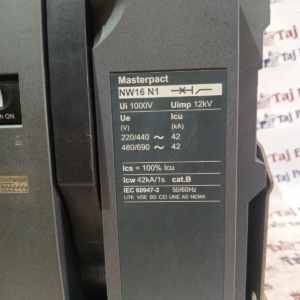 Masterpact
NW16 N1
Ui 1000V Uimp 12kV
Ue Icu
(V) (kA)
220/440 ~ 42
480/690 ~ 42
Ics = 100% Icu
Icw 42kA/1s cat.B
IEC 60947-2 50/60Hz
UTE VDE BS CEI UNE AS NEMA
h ON
Taj
Taj P